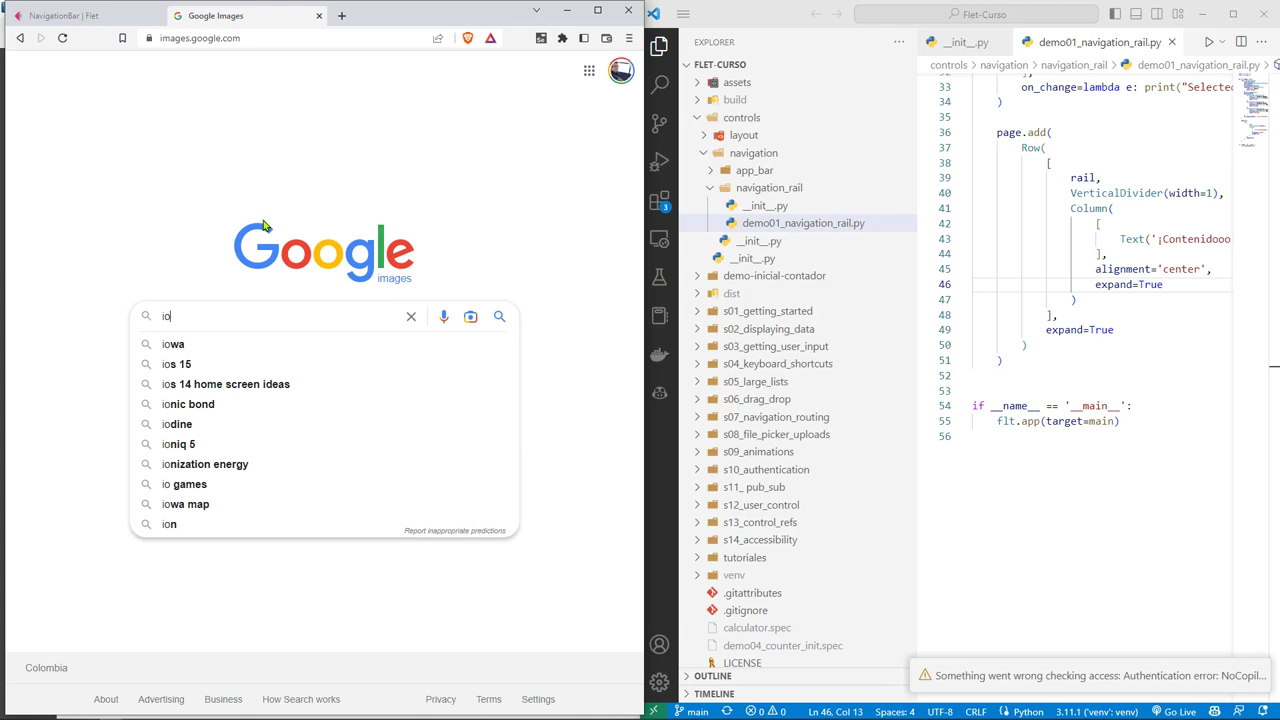 NavigationBar | Flet
Google Images
images.google.com
Google
images
io
iowa
ios 15
ios 14 home screen ideas
ionic bond
iodine
ioniq 5
ionization energy
io games
iowa map
ion
Report inappropriate predictions
Colombia
About
Advertising
Business
How Search works
Privacy
Terms
Settings
Flet-Curso
EXPLORER
FLET-CURSO
assets
build
controls
layout
navigation
app_bar
navigation_rail
__init__.py
demo01_navigation_rail.py
__init__.py
__init__.py
demo-inicial-contador
dist
s01_getting_started
s02_displaying_data
s03_getting_user_input
s04_keyboard_shortcuts
s05_large_lists
s06_drag_drop
s07_navigation_routing
s08_file_picker_uploads
s09_animations
s10_authentication
s11_ pub_sub
s12_user_control
s13_control_refs
s14_accessibility
tutoriales
venv
.gitattributes
.gitignore
calculator.spec
demo04_counter_init.spec
LICENSE
OUTLINE
TIMELINE
3
__init__.py
demo01_navigation_rail.py
controls > navigation > navigation_rail > demo01_navigation_rail.py
33 on_change=lambda e: print("Selecte
34 )
35
36 page.add(
37 Row(
38 [
39 rail,
40 VerticalDivider(width=1),
41 Column(
42 [
43 Text('¡Contenidooo
44 ],
45 alignment='center',
46 expand=True
47 )
48 ],
49 expand=True
50 )
51 )
52
53
54 if __name__ == '__main__':
55 flt.app(target=main)
56
Something went wrong checking access: Authentication error: NoCopil...
main
0 0
Ln 46, Col 13
Spaces: 4
UTF-8
CRLF
Python
3.11.1 ('venv': venv)
Go Live